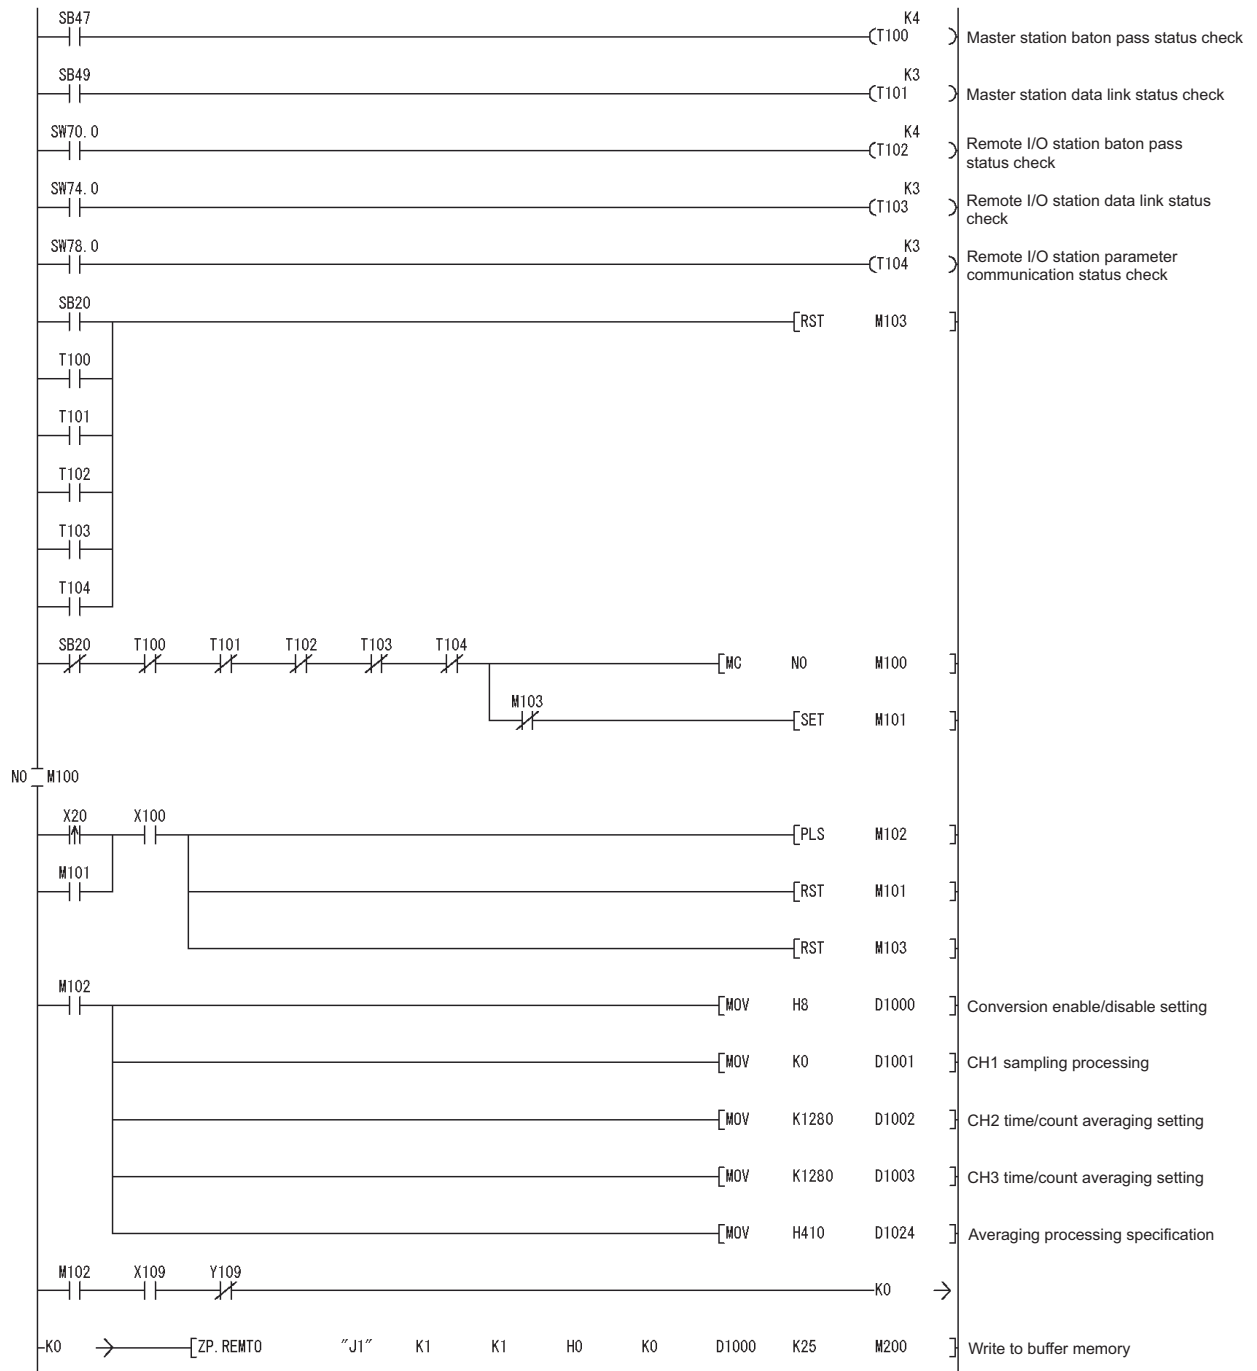 SB47 K4
T100 Master station baton pass status check
SB49 K3
T101 Master station data link status check
SW70.0 K4
T102 Remote I/O station baton pass
status check
SW74.0 K3
T103 Remote I/O station data link status
check
SW78.0 K3
T104 Remote I/O station parameter
communication status check
SB20
RST M103
T100
T101
T102
T103
T104
SB20 T100 T101 T102 T103 T104
MC N0 M100
M103
SET M101
N0 M100
X20 X100
PLS M102
M101
RST M101
RST M103
M102
MOV H8 D1000 Conversion enable/disable setting
MOV K0 D1001 CH1 sampling processing
MOV K1280 D1002 CH2 time/count averaging setting
MOV K1280 D1003 CH3 time/count averaging setting
MOV H410 D1024 Averaging processing specification
M102 X109 Y109
K0
K0 ZP.REMTO "J1" K1 K1 H0 K0 D1000 K25 M200 Write to buffer memory